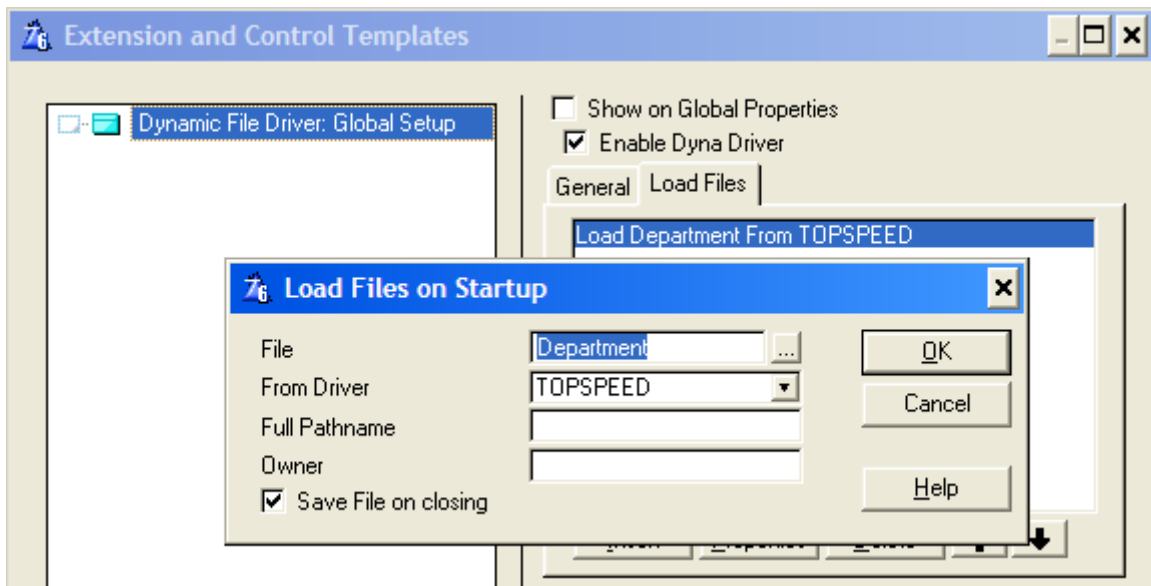 Extension and Control Templates
Dynamic File Driver: Global Setup
Show on Global Properties
Enable Dyna Driver
General
Load Files
Load Department From TOPSPEED
Load Files on Startup
File
Department
...
OK
From Driver
TOPSPEED
Cancel
Full Pathname
Owner
Save File on closing
Help